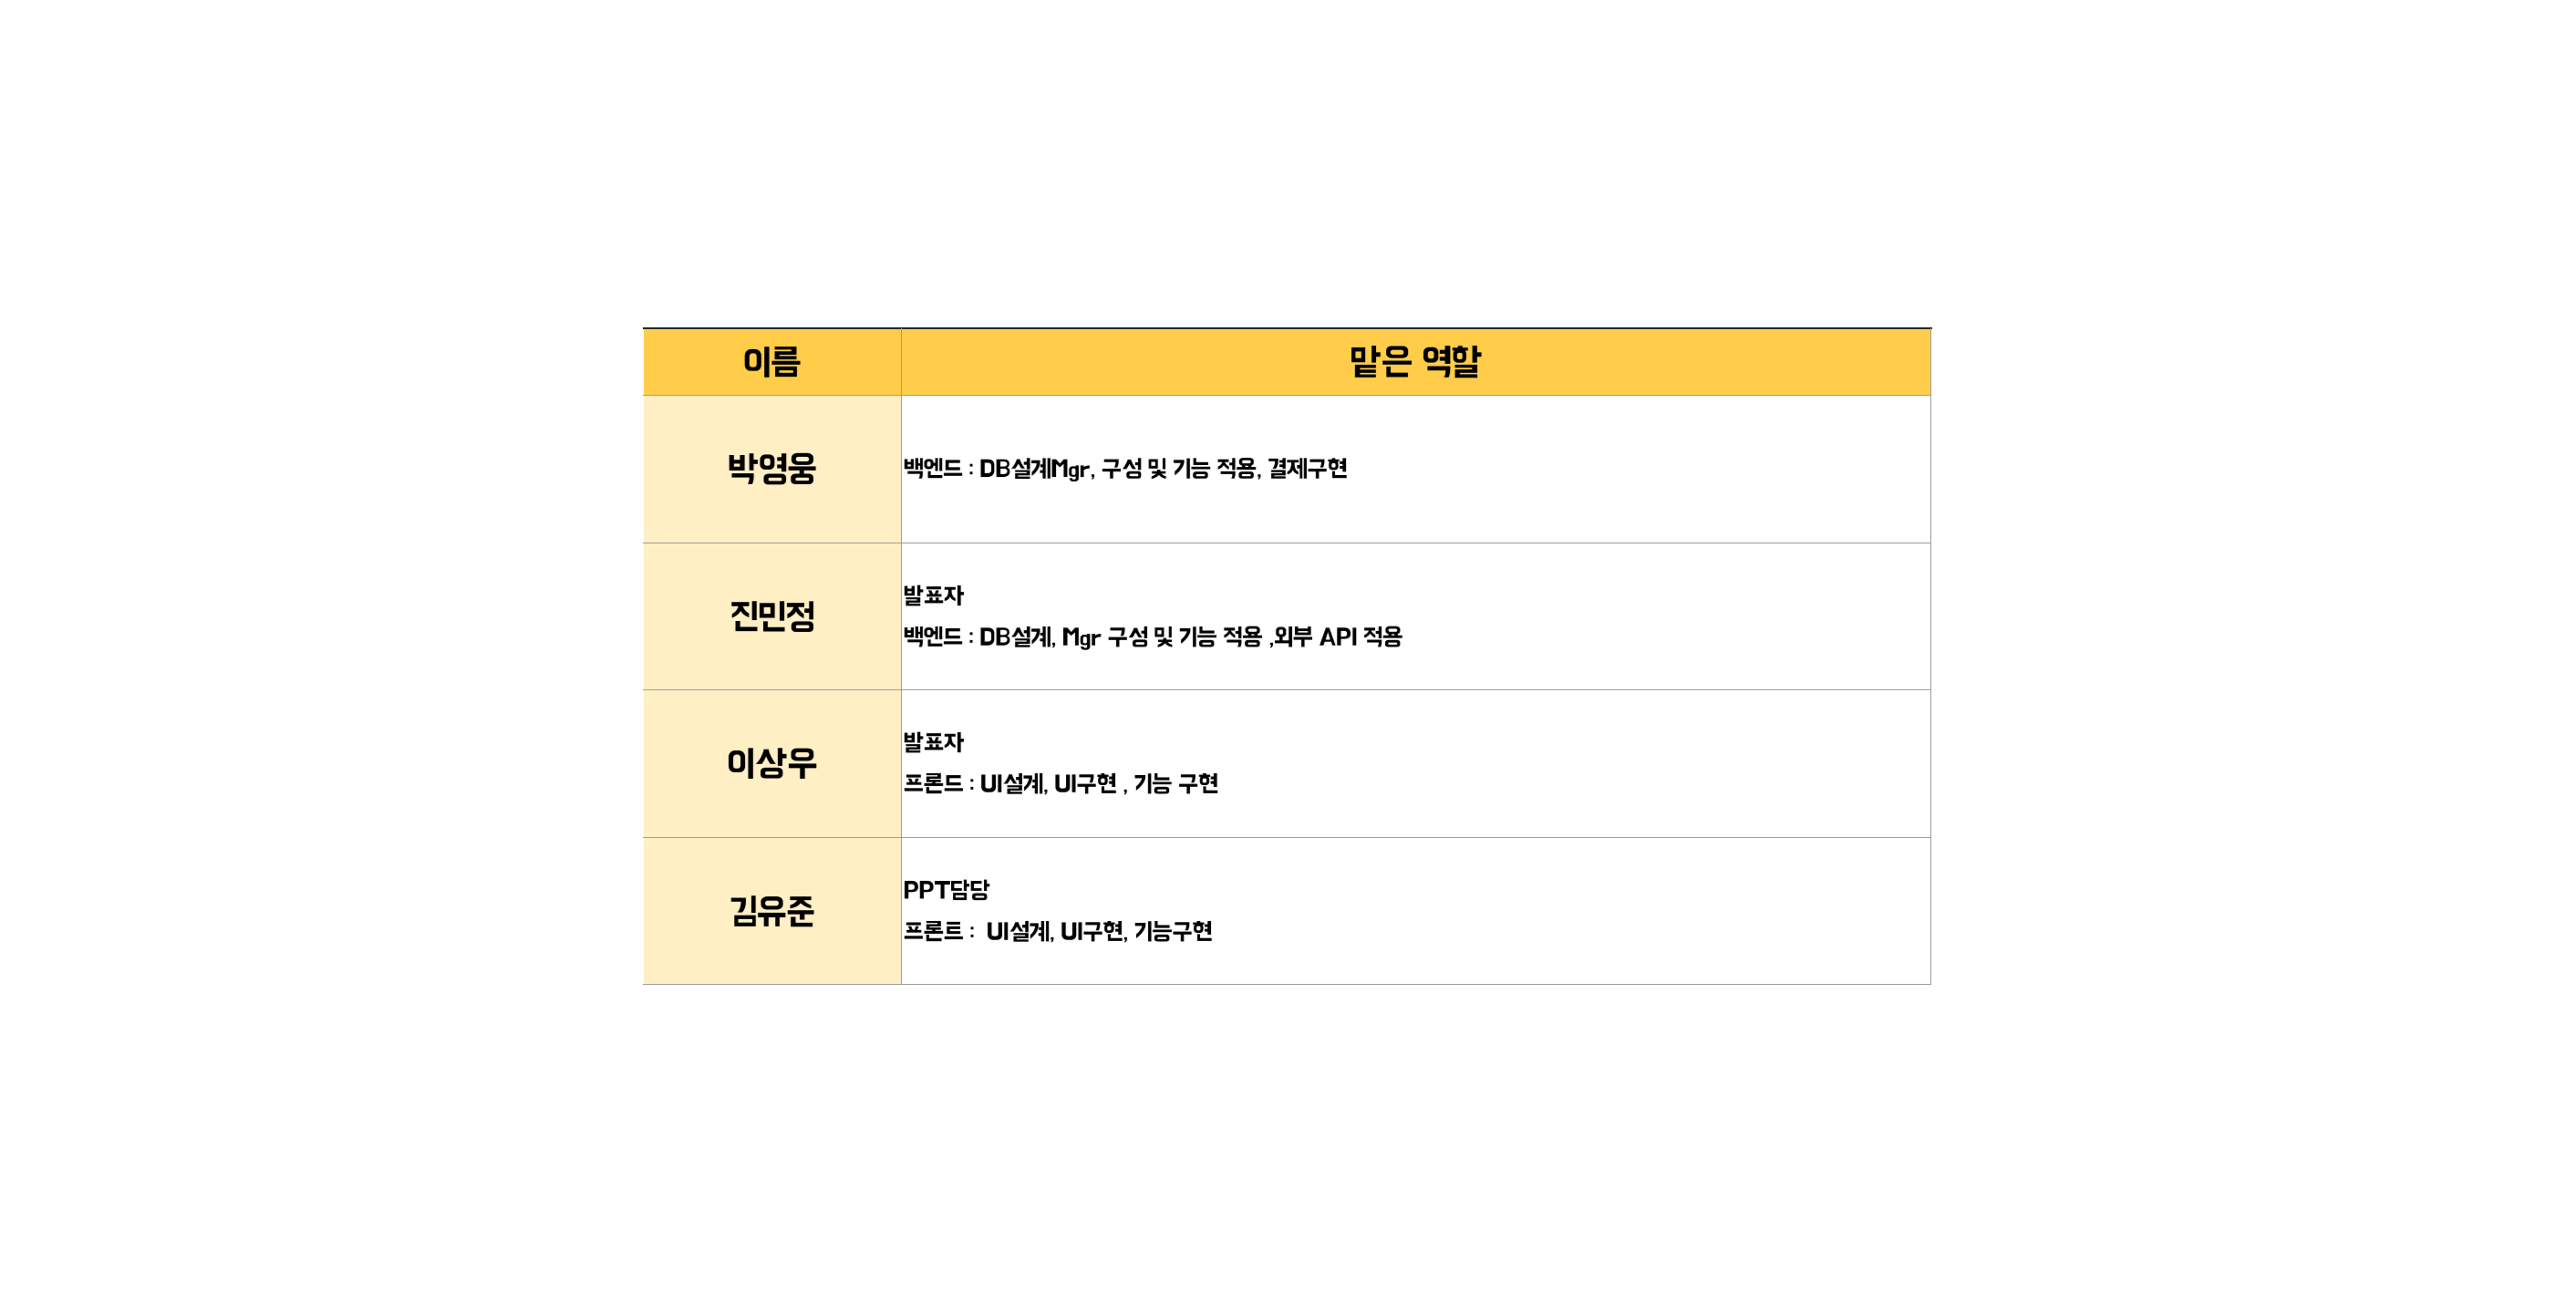 이름
맡은 역할
박영웅
백엔드 : DB설계Mgr, 구성 및 기능 적용, 결제구현
진민정
발표자
백엔드 : DB설계, Mgr 구성 및 기능 적용 ,외부 API 적용
이상우
발표자
프론드 : UI설계, UI구현 , 기능 구현
김유준
PPT담당
프론트 :  UI설계, UI구현, 기능구현